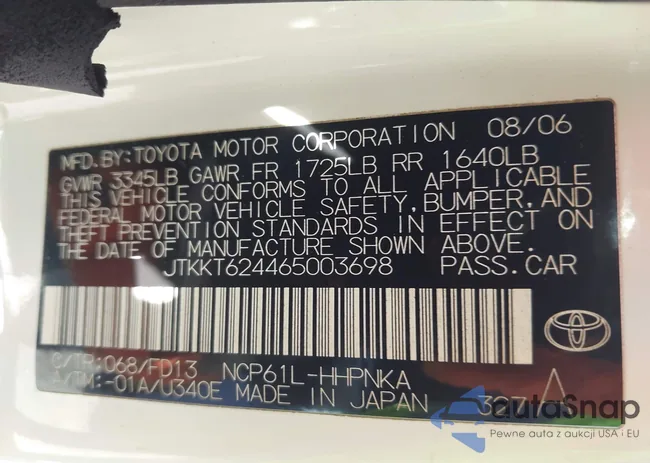 MFD.BY:TOYOTA MOTOR CORPORATION 08/06
GVWR 3345LB GAWR FR 1725LB RR 1640LB
THIS VEHICLE CONFORMS TO ALL APPLICABLE
FEDERAL MOTOR VEHICLE SAFETY, BUMPER, AND
THEFT PREVENTION STANDARDS IN EFFECT ON
THE DATE OF MANUFACTURE SHOWN ABOVE.
JTKKT624465003698 PASS.CAR
C/TR:068/FD13 NCP61L-HHPNKA
A/TM:-01A/U340E MADE IN JAPAN
autaSnap
Pewne auta z aukcji USA i EU